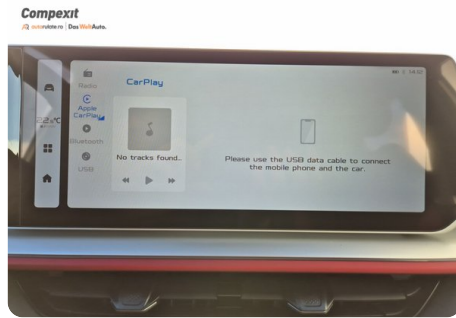 Compexit
autorulate.ro | Das WeltAuto.
14:32
Radio
CarPlay
Apple
CarPlay
Bluetooth
USB
No tracks found..
Please use the USB data cable to connect
the mobile phone and the car.